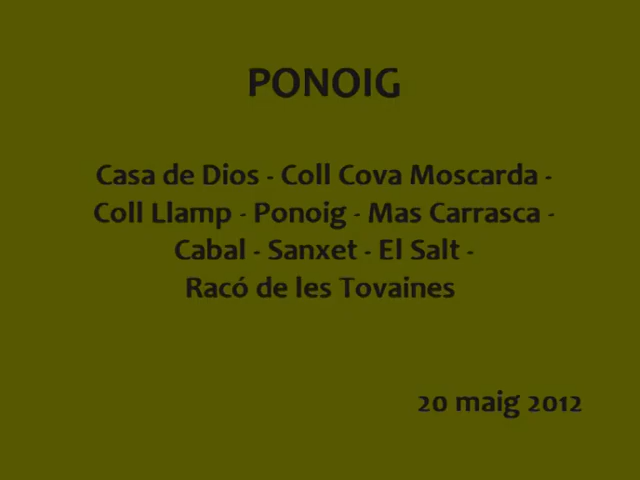 PONOIG
Casa de Dios - Coll Cova Moscarda -
Coll Llamp - Ponoig - Mas Carrasca -
Cabal - Sanxet - El Salt -
Racó de les Tovaines
20 maig 2012